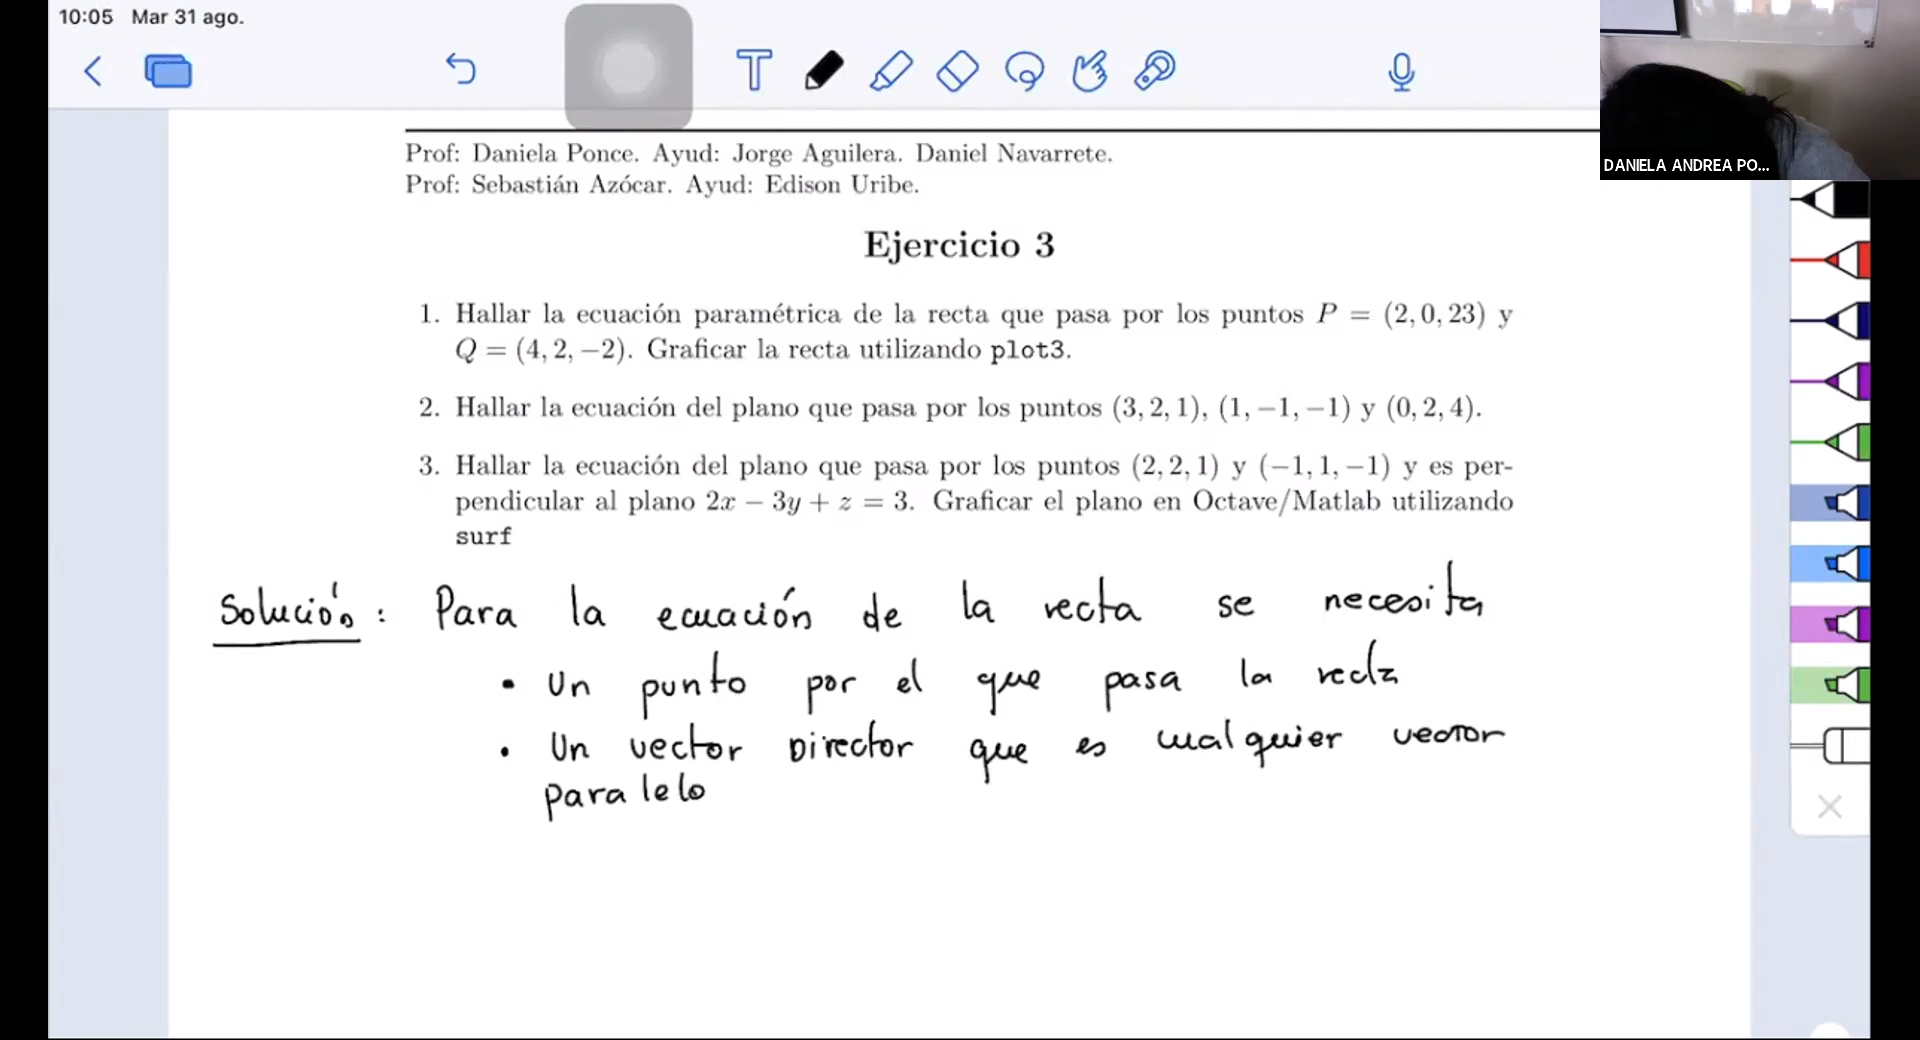 10:05 Mar 31 ago.
DANIELA ANDREA PO...
Prof: Daniela Ponce. Ayud: Jorge Aguilera. Daniel Navarrete.
Prof: Sebastián Azócar. Ayud: Edison Uribe.
Ejercicio 3
1. Hallar la ecuación paramétrica de la recta que pasa por los puntos P = (2, 0, 23) y
Q = (4, 2, −2). Graficar la recta utilizando plot3.
2. Hallar la ecuación del plano que pasa por los puntos (3, 2, 1), (1, −1, −1) y (0, 2, 4).
3. Hallar la ecuación del plano que pasa por los puntos (2, 2, 1) y (−1, 1, −1) y es per-
pendicular al plano 2x − 3y + z = 3. Graficar el plano en Octave/Matlab utilizando
surf
Solución: Para la ecuación de la recta se necesita
• Un punto por el que pasa la recta
• Un vector Director que es cualquier vector
paralelo